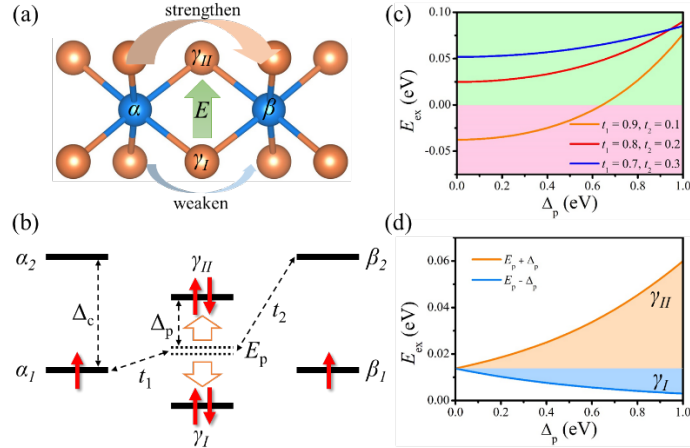 (a)
strengthen
γII
α
E
β
γI
weaken
(b)
α2
γII
β2
Δc
Δp
t2
Ep
α1
t1
β1
γI
(c)
0.10
0.05
0.00
-0.05
Eex (eV)
t1 = 0.9, t2 = 0.1
t1 = 0.8, t2 = 0.2
t1 = 0.7, t2 = 0.3
0.0 0.2 0.4 0.6 0.8 1.0
Δp (eV)
(d)
0.06
0.04
0.02
0.00
Eex (eV)
Ep + Δp
Ep - Δp
γII
γI
0.0 0.2 0.4 0.6 0.8 1.0
Δp (eV)